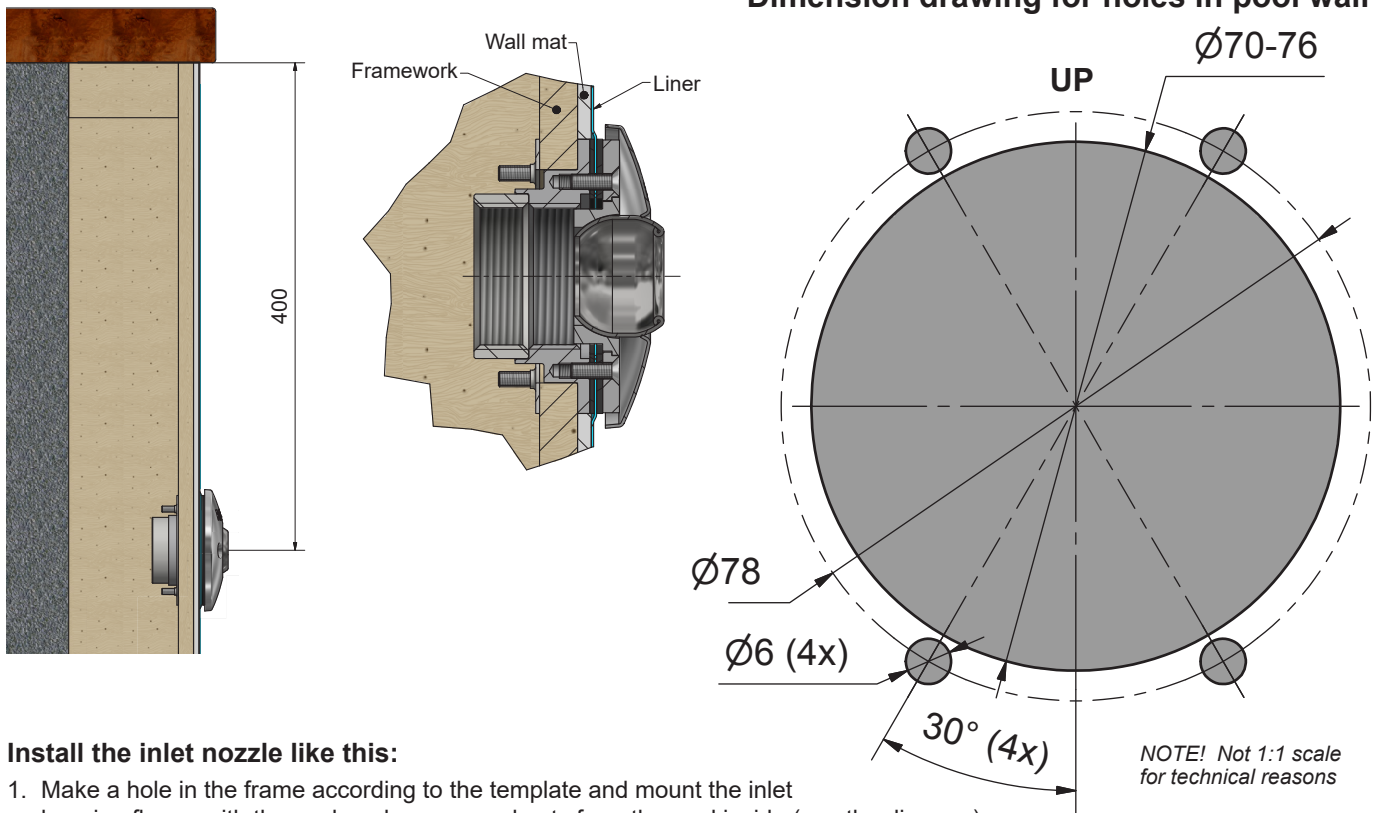 Dimension drawing for holes in pool wall
Wall mat
Framework
Liner
400
UP
Ø70-76
Ø78
Ø6 (4x)
30° (4x)
NOTE! Not 1:1 scale
for technical reasons
Install the inlet nozzle like this:
1. Make a hole in the frame according to the template and mount the inlet